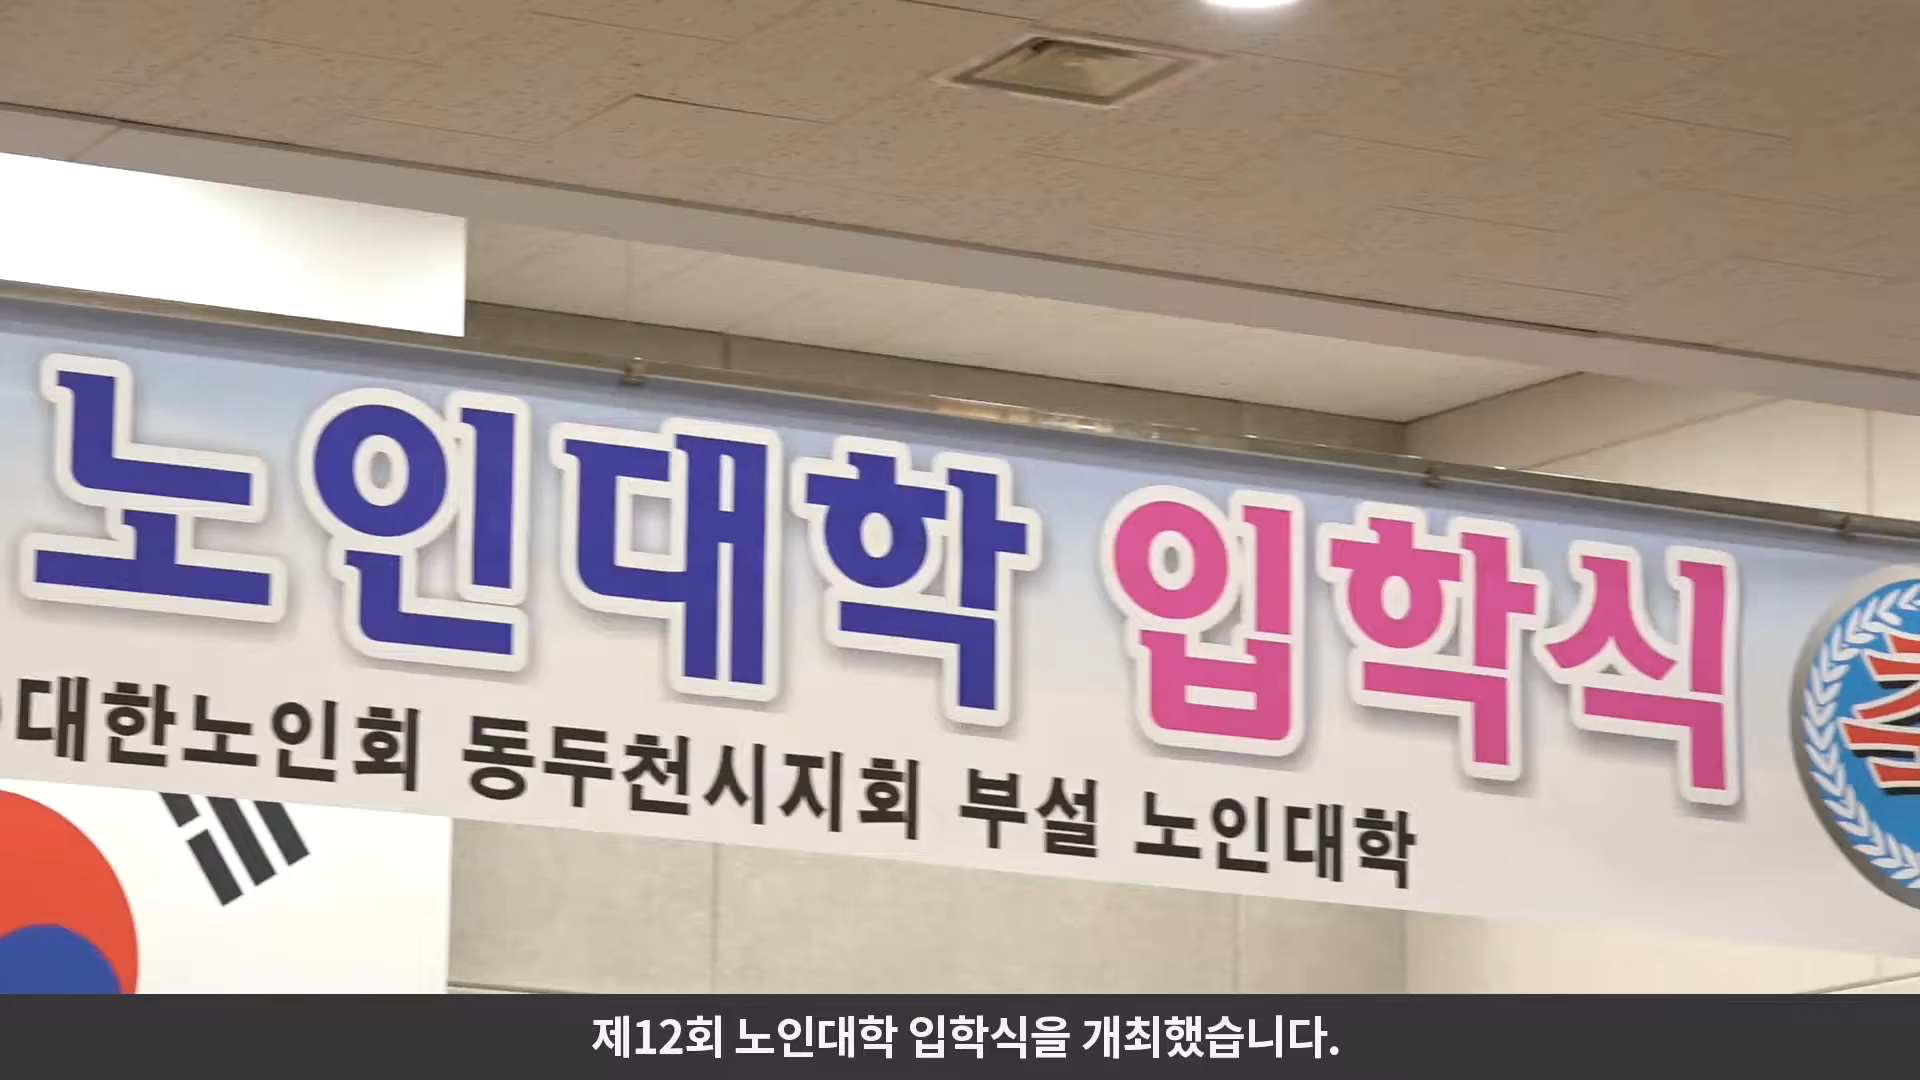 노인대학 입학식
대한노인회 동두천시지회 부설 노인대학
제12회 노인대학 입학식을 개최했습니다.